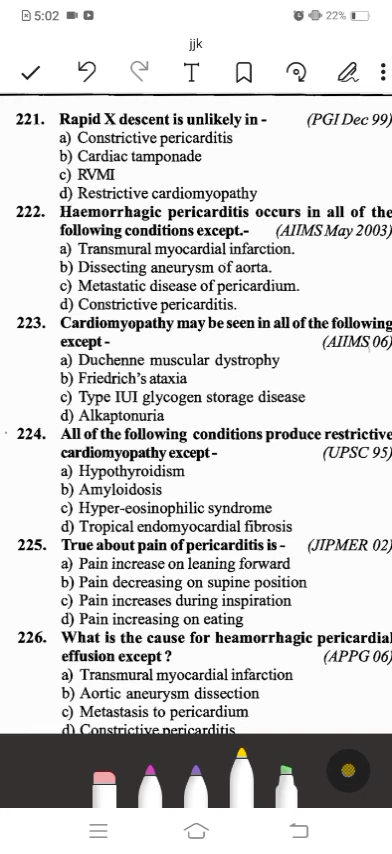 5:02
22%
jjk
T
221. Rapid X descent is unlikely in - (PGI Dec 99)
a) Constrictive pericarditis
b) Cardiac tamponade
c) RVMI
d) Restrictive cardiomyopathy
222. Haemorrhagic pericarditis occurs in all of the
following conditions except.- (AIIMS May 2003)
a) Transmural myocardial infarction.
b) Dissecting aneurysm of aorta.
c) Metastatic disease of pericardium.
d) Constrictive pericarditis.
223. Cardiomyopathy may be seen in all of the following
except - (AIIMS 06)
a) Duchenne muscular dystrophy
b) Friedrich's ataxia
c) Type IUI glycogen storage disease
d) Alkaptonuria
224. All of the following conditions produce restrictive
cardiomyopathy except - (UPSC 95)
a) Hypothyroidism
b) Amyloidosis
c) Hyper-eosinophilic syndrome
d) Tropical endomyocardial fibrosis
225. True about pain of pericarditis is - (JIPMER 02)
a) Pain increase on leaning forward
b) Pain decreasing on supine position
c) Pain increases during inspiration
d) Pain increasing on eating
226. What is the cause for heamorrhagic pericardial
effusion except ? (APPG 06)
a) Transmural myocardial infarction
b) Aortic aneurysm dissection
c) Metastasis to pericardium
d) Constrictive pericarditis